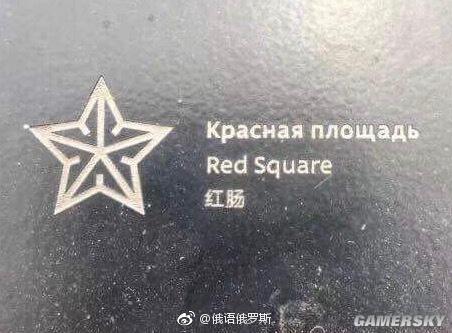 Красная площадь
Red Square
红肠
@俄语俄罗斯
GAMERSKY